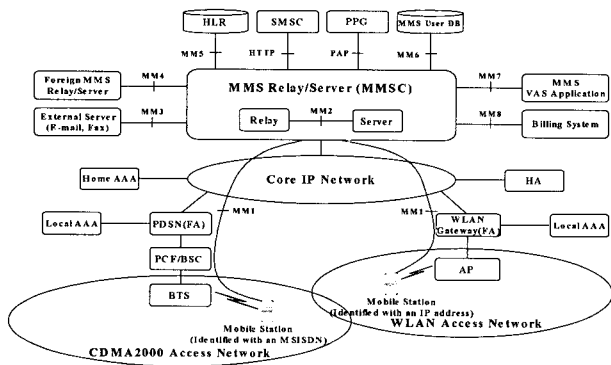 HLR
SMSC
PPG
MMS User DB
MM5
HTTP
PAP
MM6
Foreign MMS
Relay/Server
MM4
MMS Relay/Server (MMSC)
MM7
MMS
VAS Application
External Server
(E-mail, Fax)
MM3
Relay
MM2
Server
MM8
Billing System
Home AAA
Core IP Network
HA
Local AAA
PDSN(FA)
MM1
MM1
WLAN
Gateway(FA)
Local AAA
PCF/BSC
AP
BTS
Mobile Station
(Identified with an IP address)
WLAN Access Network
Mobile Station
(Identified with an MSISDN)
CDMA2000 Access Network